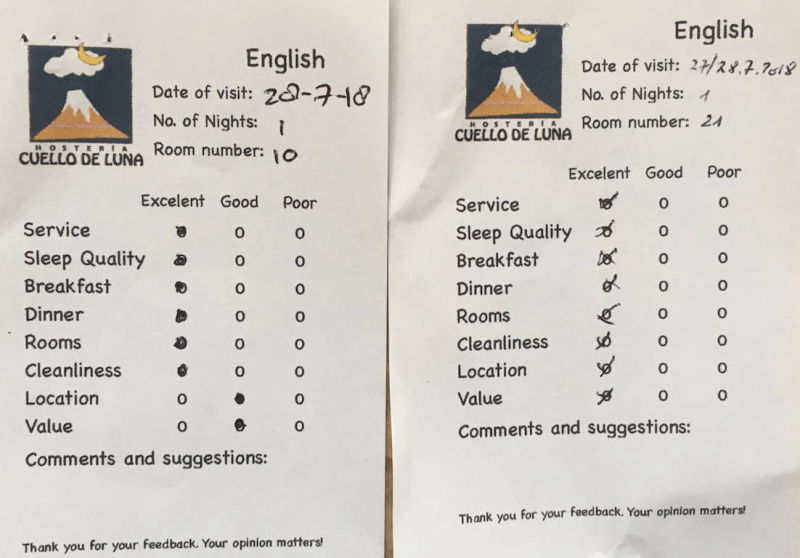 English
Date of visit: 28-7-18
No. of Nights: 1
Room number: 10
HOSTERÍA
CUELLO DE LUNA
Excelent Good Poor
Service
Sleep Quality
Breakfast
Dinner
Rooms
Cleanliness
Location
Value
Comments and suggestions:
Thank you for your feedback. Your opinion matters!
English
Date of visit: 27/28.7.2018
No. of Nights: 1
Room number: 21
HOSTERÍA
CUELLO DE LUNA
Excelent Good Poor
Service
Sleep Quality
Breakfast
Dinner
Rooms
Cleanliness
Location
Value
Comments and suggestions:
Thank you for your feedback. Your opinion matters!